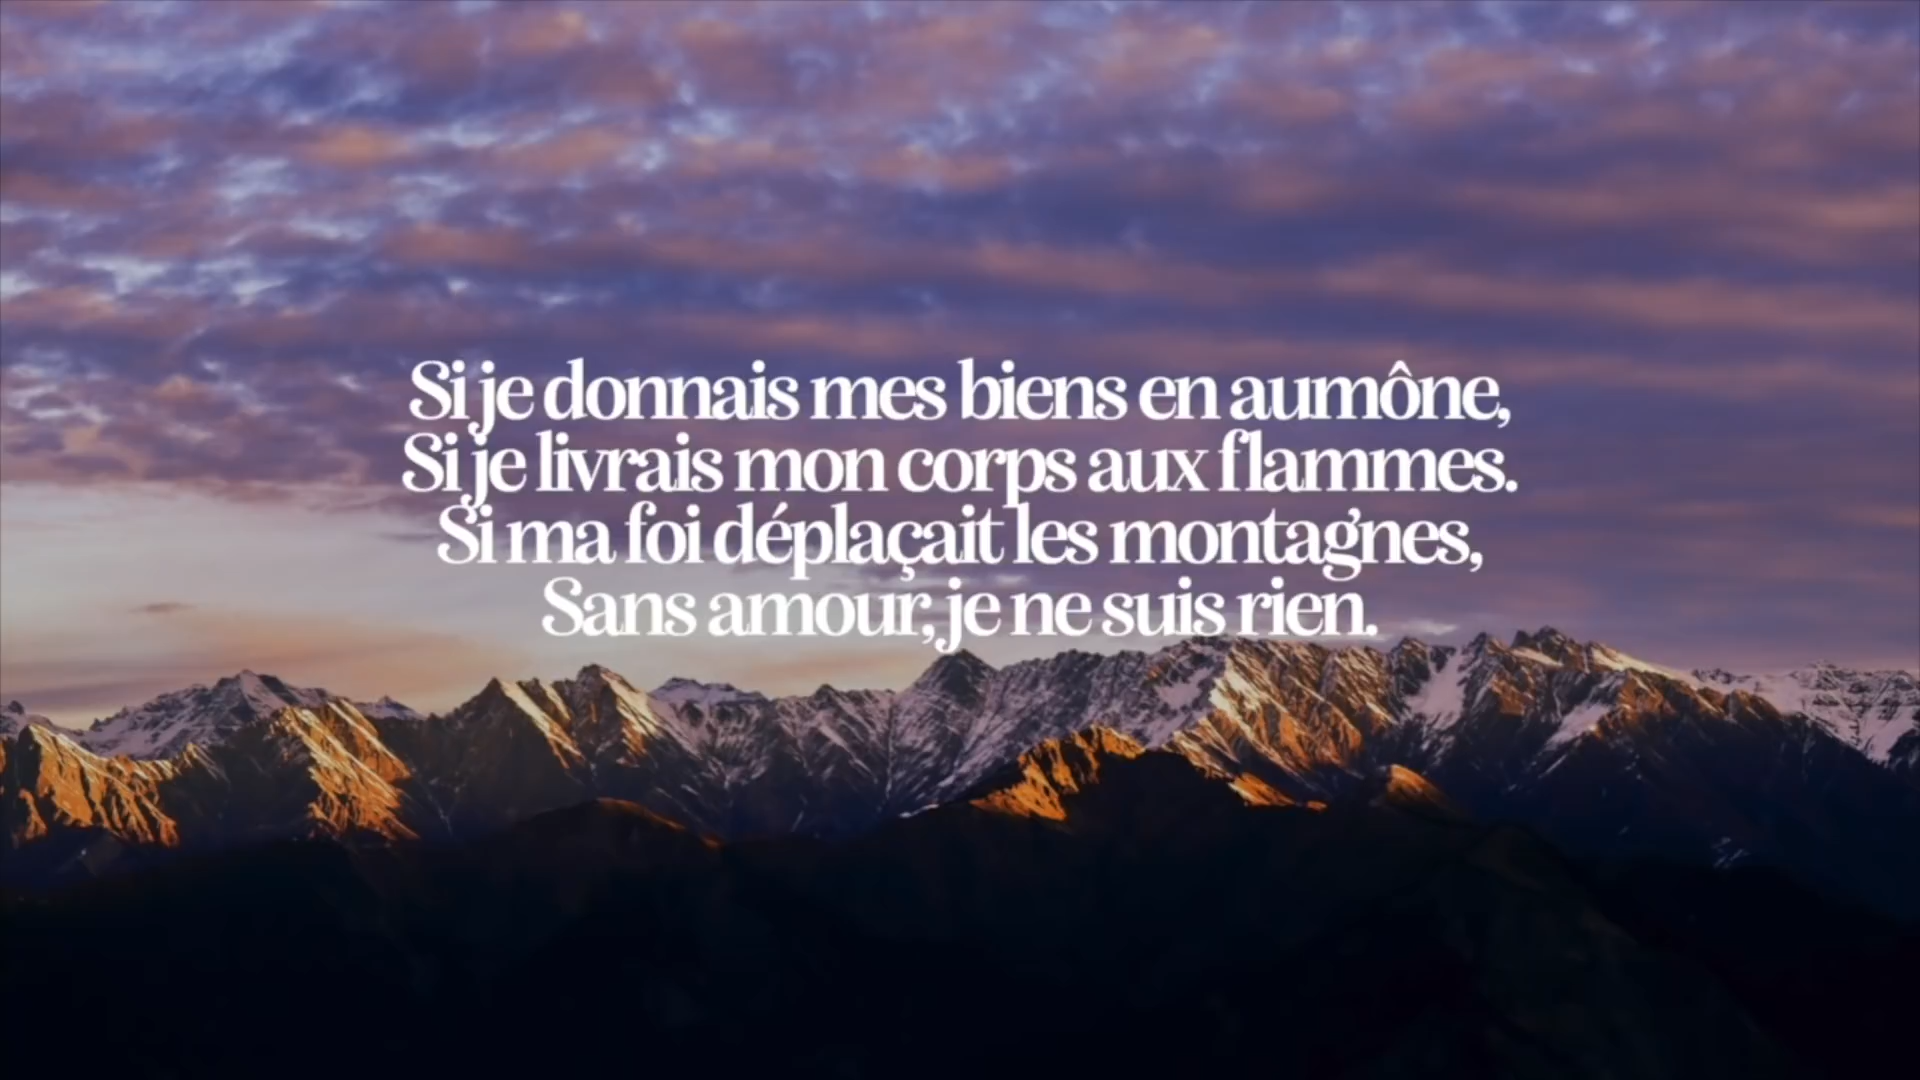 Si je donnais mes biens en aumône,
Si je livrais mon corps aux flammes.
Si ma foi déplaçait les montagnes,
Sans amour, je ne suis rien.